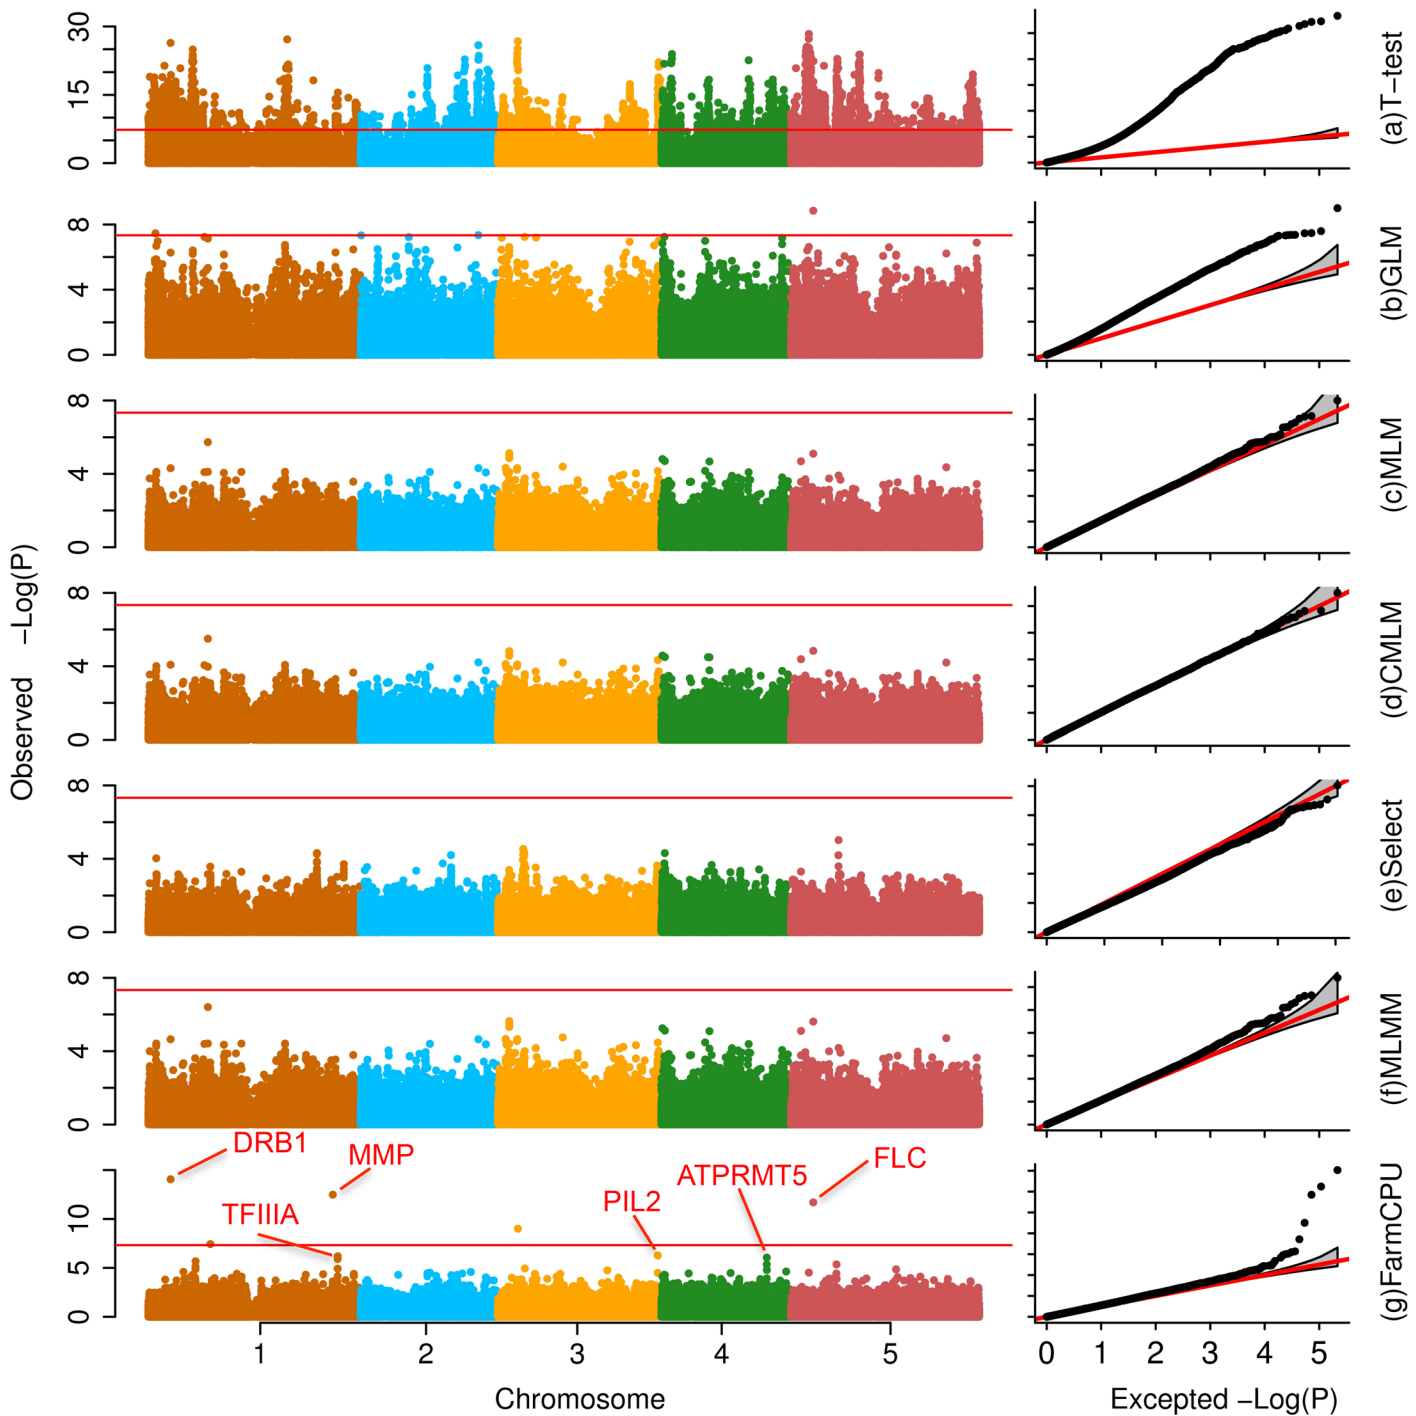 30
15
0
(a)T-test
8
4
0
(b)GLM
8
4
0
(c)MLM
8
4
0
(d)CMLM
8
4
0
(e)Select
8
4
0
(f)MLMM
10
5
0
(g)FarmCPU
Observed -Log(P)
DRB1
MMP
TFIIIA
PIL2
ATPRMT5
FLC
1 2 3 4 5
Chromosome
0 1 2 3 4 5
Excepted -Log(P)